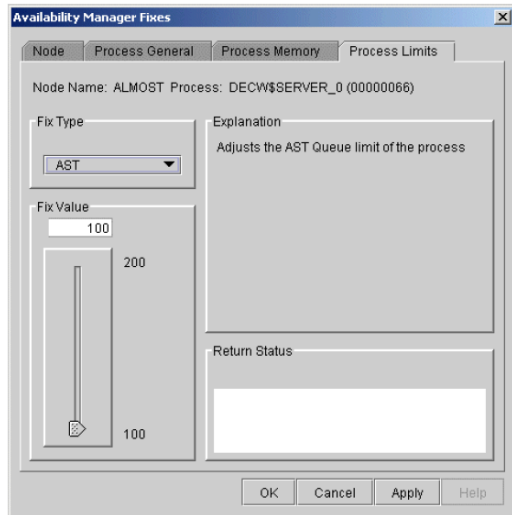 Availability Manager Fixes
Node
Process General
Process Memory
Process Limits
Node Name: ALMOST Process: DECW$SERVER_0 (00000066)
Fix Type
AST
Explanation
Adjusts the AST Queue limit of the process
Fix Value
100
200
100
Return Status
OK
Cancel
Apply
Help